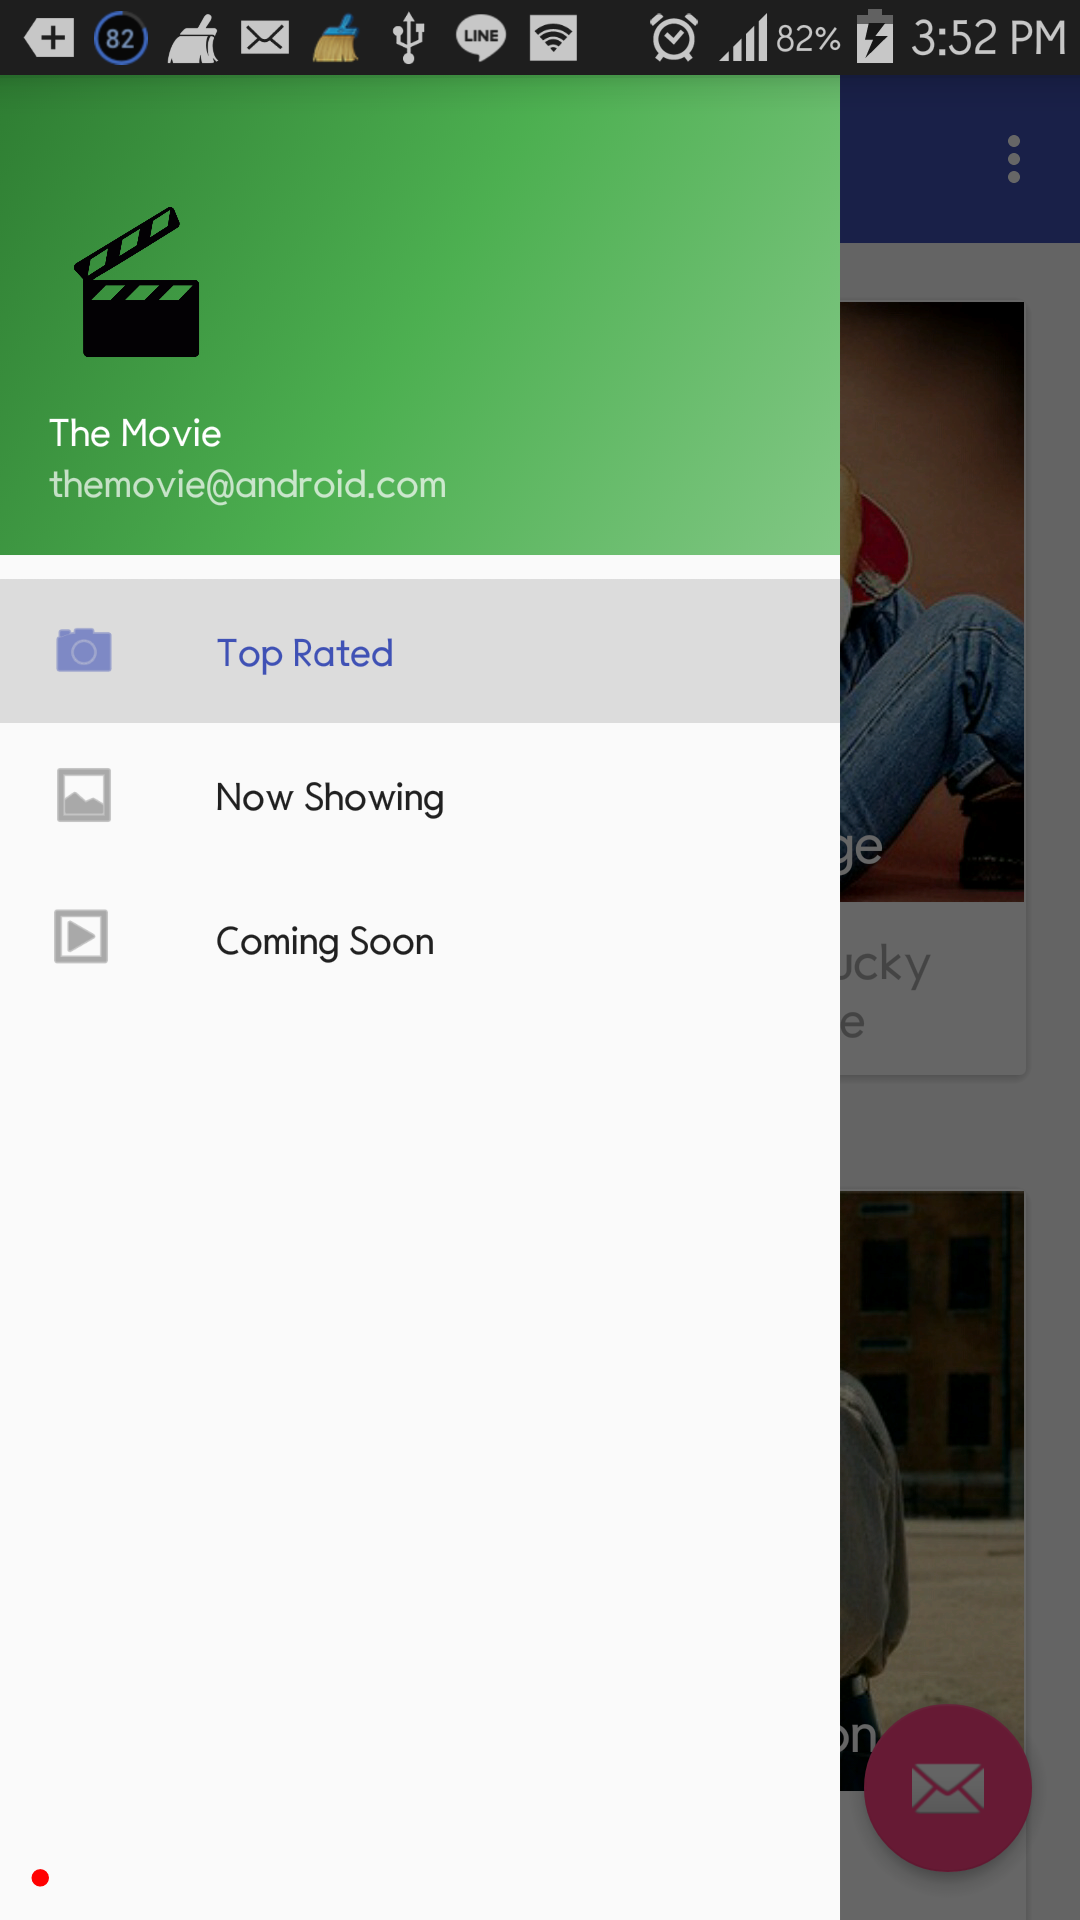 82
LINE
82%
3:52 PM
The Movie
themovie@android.com
Top Rated
Now Showing
Coming Soon
ge
ucky
e
on